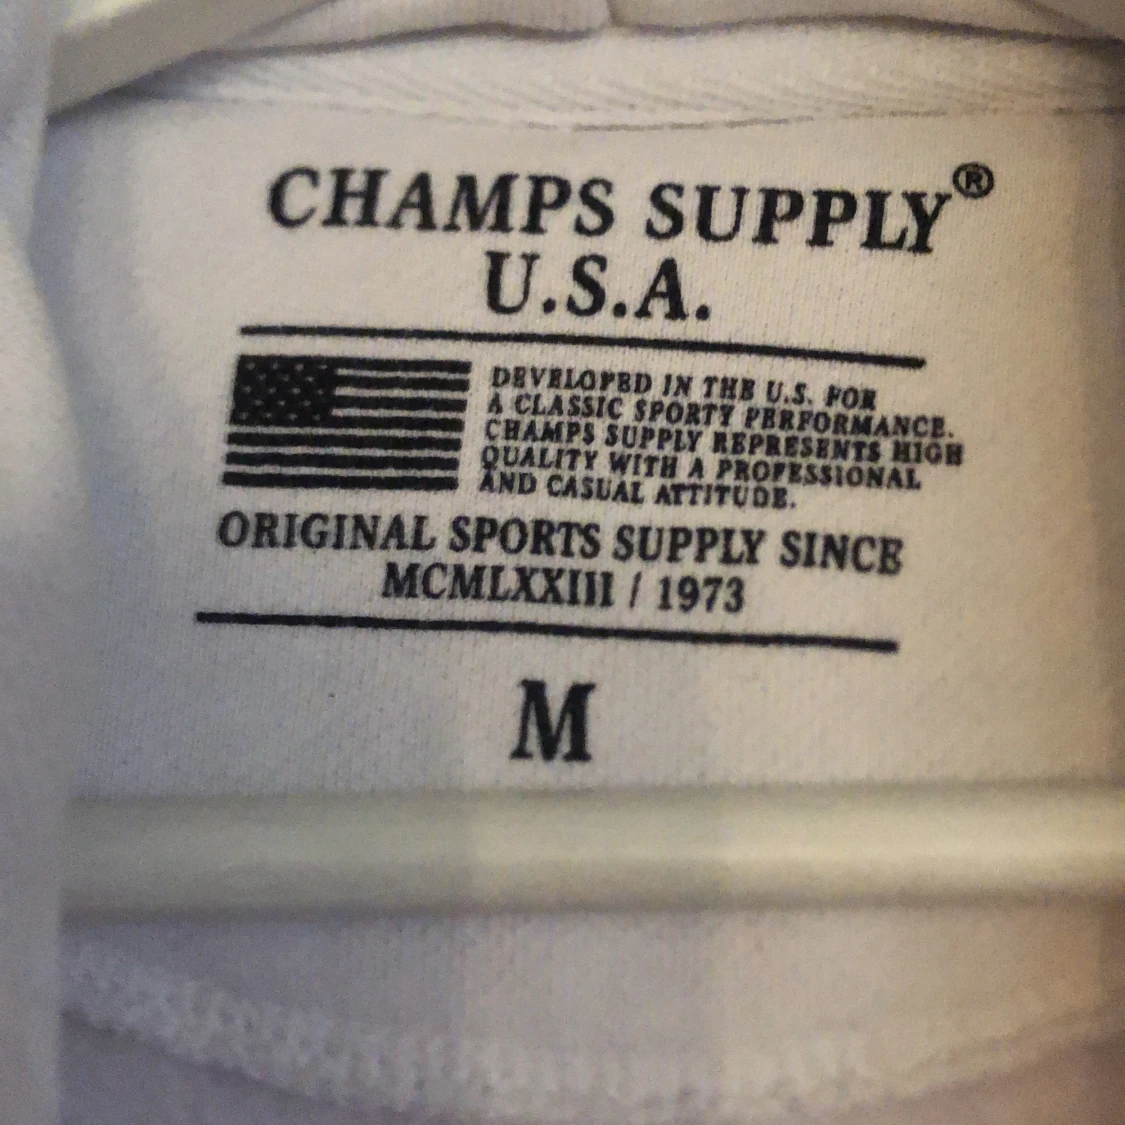 CHAMPS SUPPLY®
U.S.A.
DEVELOPED IN THE U.S. FOR
A CLASSIC SPORTY PERFORMANCE.
CHAMPS SUPPLY REPRESENTS HIGH
QUALITY WITH A PROFESSIONAL
AND CASUAL ATTITUDE.
ORIGINAL SPORTS SUPPLY SINCE
MCMLXXIII / 1973
M